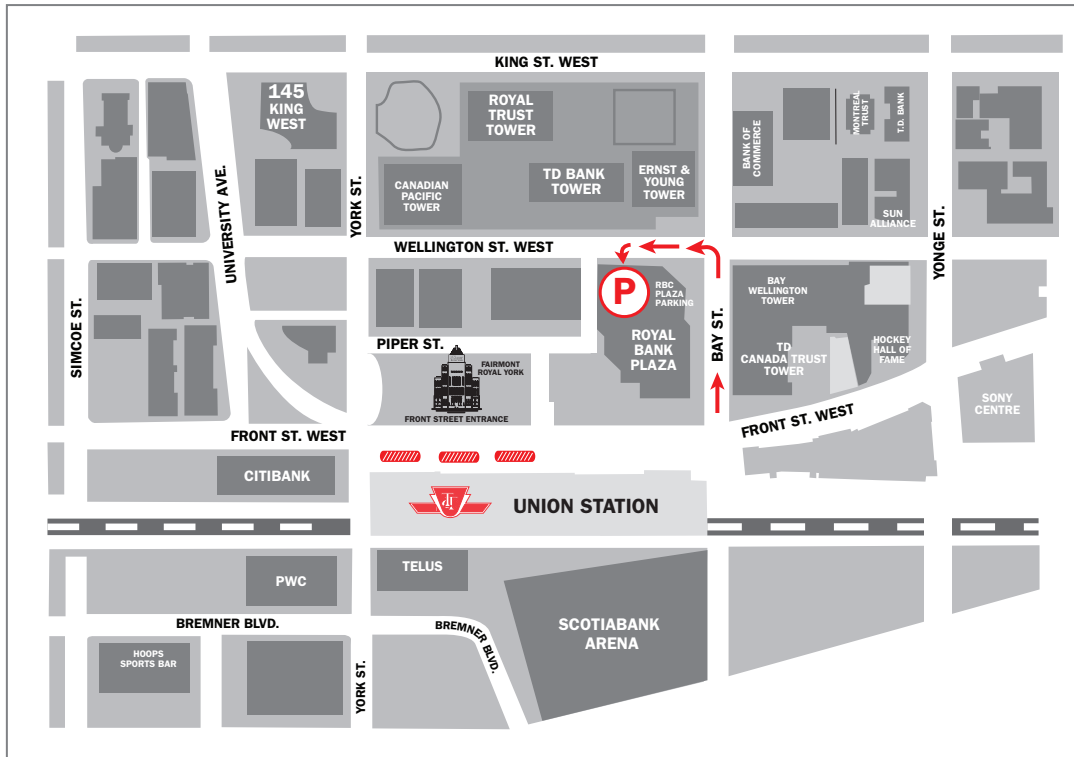 KING ST. WEST
145
KING
WEST
ROYAL
TRUST
TOWER
MONTREAL
TRUST
T.D. BANK
BANK OF
COMMERCE
CANADIAN
PACIFIC
TOWER
TD BANK
TOWER
ERNST &
YOUNG
TOWER
SUN
ALLIANCE
UNIVERSITY AVE.
YORK ST.
YONGE ST.
WELLINGTON ST. WEST
P
RBC
PLAZA
PARKING
BAY
WELLINGTON
TOWER
SIMCOE ST.
PIPER ST.
ROYAL
BANK
PLAZA
BAY ST.
TD
CANADA TRUST
TOWER
HOCKEY
HALL OF
FAME
FAIRMONT
ROYAL YORK
FRONT STREET ENTRANCE
SONY
CENTRE
FRONT ST. WEST
FRONT ST. WEST
CITIBANK
TTC
UNION STATION
PWC
TELUS
BREMNER BLVD.
BREMNER BLVD.
SCOTIABANK
ARENA
HOOPS
SPORTS BAR
YORK ST.